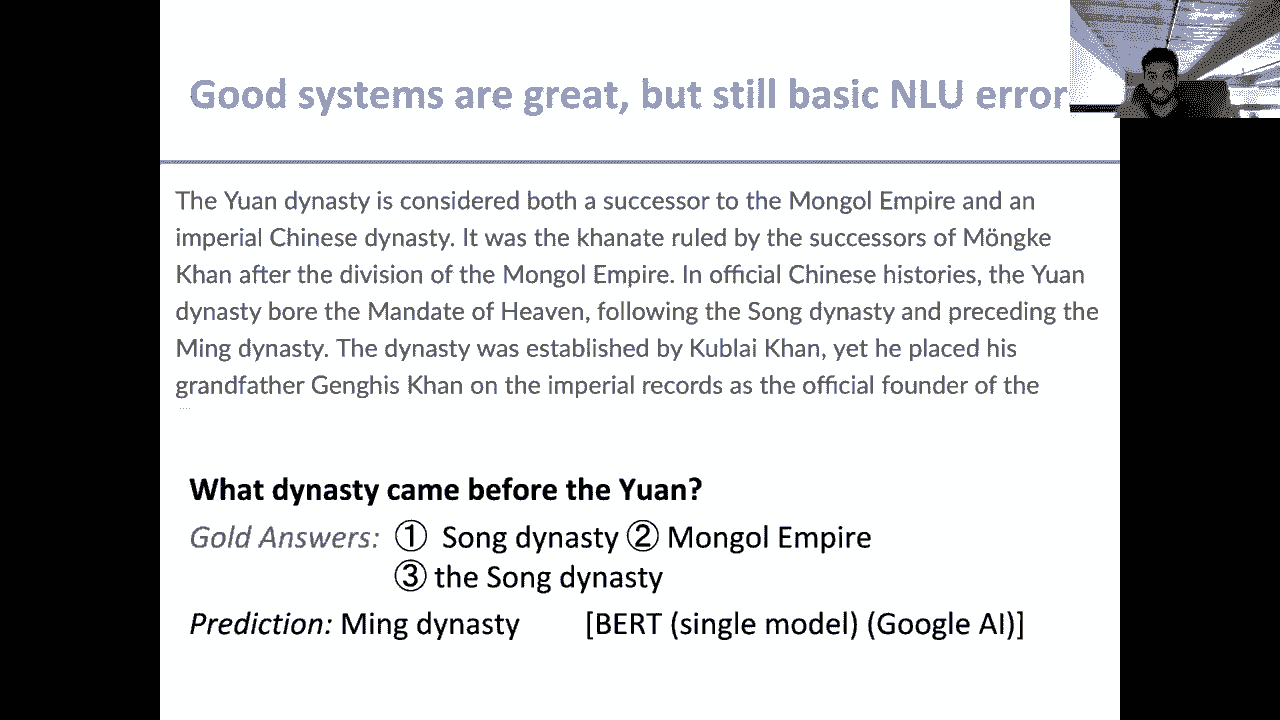 Good systems are great, but still basic NLU error
The Yuan dynasty is considered both a successor to the Mongol Empire and an
imperial Chinese dynasty. It was the khanate ruled by the successors of Möngke
Khan after the division of the Mongol Empire. In official Chinese histories, the Yuan
dynasty bore the Mandate of Heaven, following the Song dynasty and preceding the
Ming dynasty. The dynasty was established by Kublai Khan, yet he placed his
grandfather Genghis Khan on the imperial records as the official founder of the
What dynasty came before the Yuan?
Gold Answers: ① Song dynasty ② Mongol Empire
③ the Song dynasty
Prediction: Ming dynasty [BERT (single model) (Google AI)]